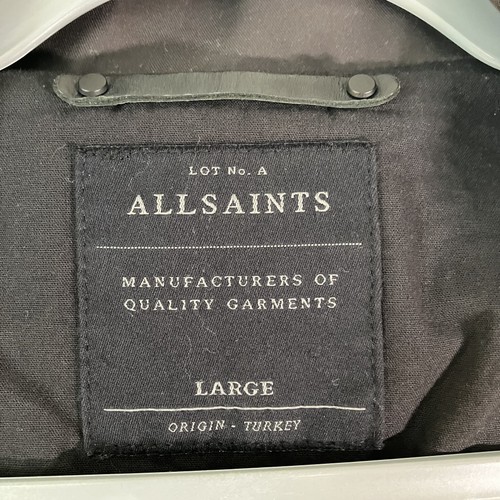 LOT No. A
ALLSAINTS
MANUFACTURERS OF
QUALITY GARMENTS
LARGE
ORIGIN - TURKEY